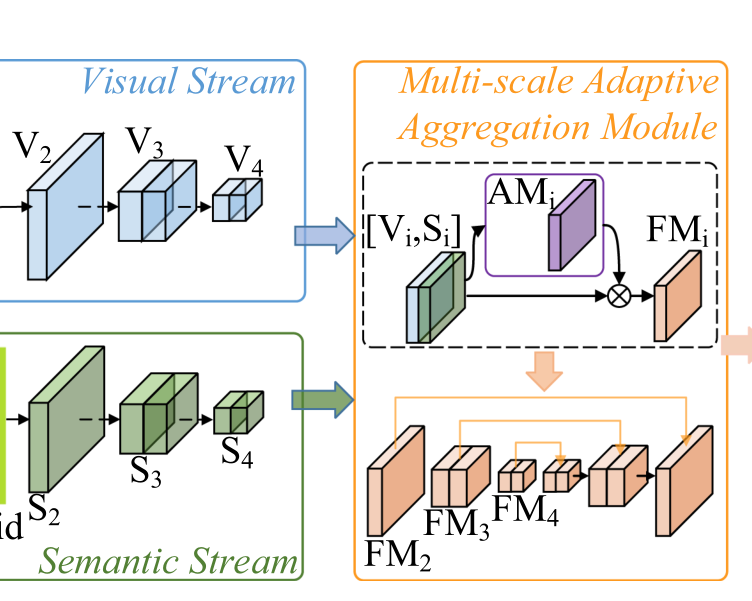 Visual Stream
V2
V3
V4
Multi-scale Adaptive
Aggregation Module
[Vi,Si]
AMi
FMi
S2
S3
S4
id
Semantic Stream
FM2
FM3
FM4